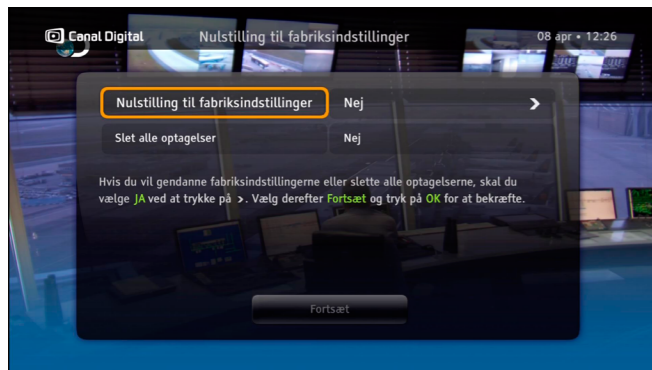 Canal Digital
Nulstilling til fabriksindstillinger
08 apr • 12:26
Nulstilling til fabriksindstillinger Nej >
Slet alle optagelser Nej
Hvis du vil gendanne fabriksindstillingerne eller slette alle optagelserne, skal du
vælge JA ved at trykke på >. Vælg derefter Fortsæt og tryk på OK for at bekræfte.
Fortsæt